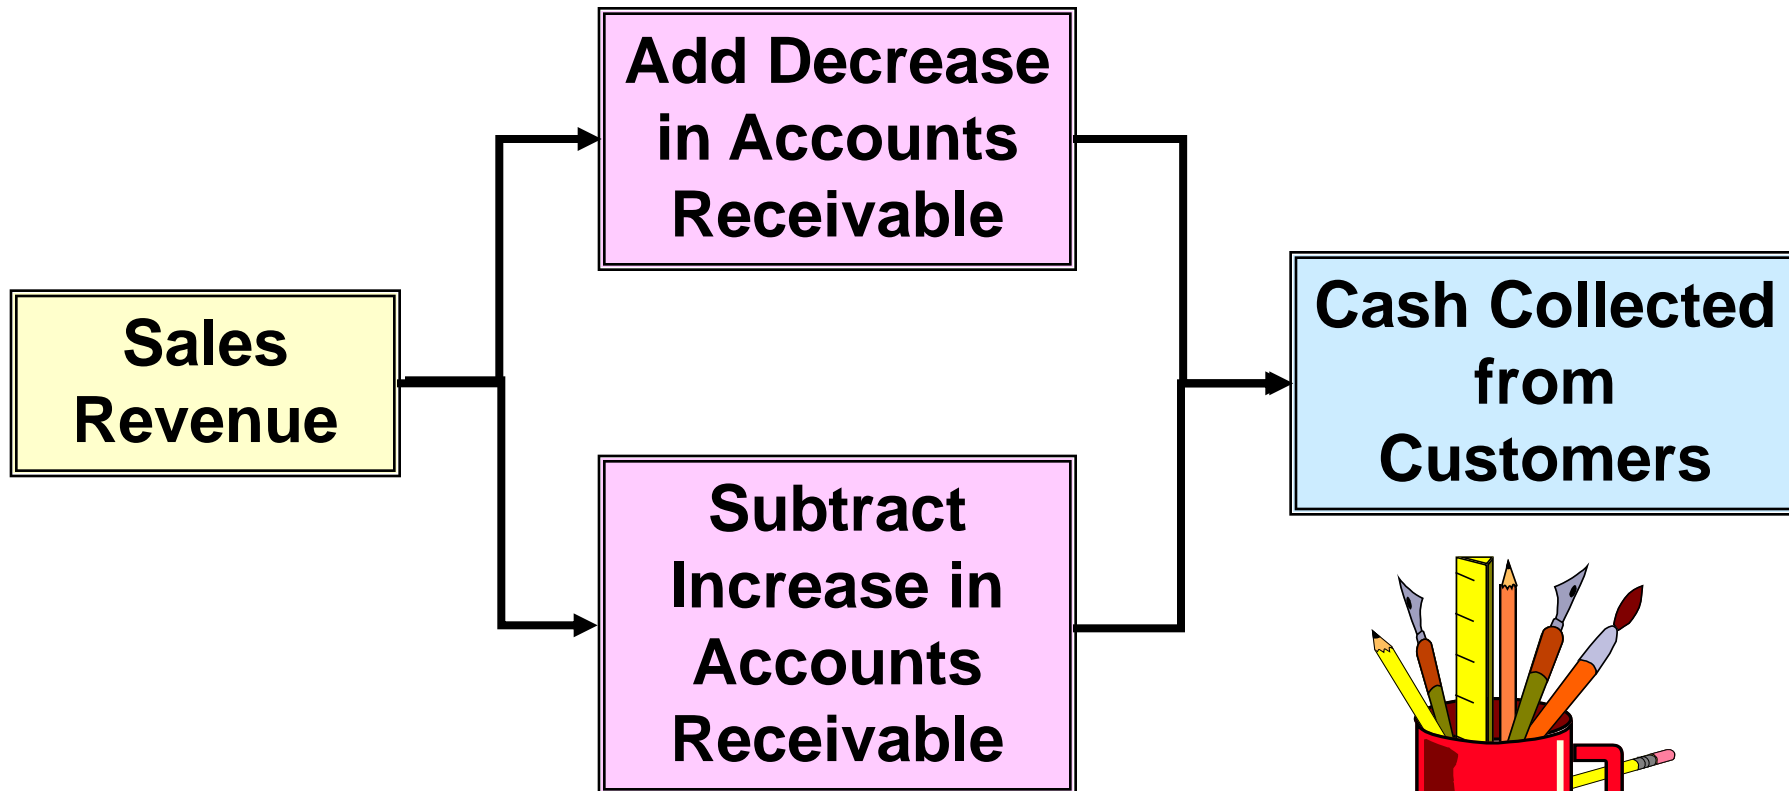 Sales
Revenue
Add Decrease
in Accounts
Receivable
Subtract
Increase in
Accounts
Receivable
Cash Collected
from
Customers